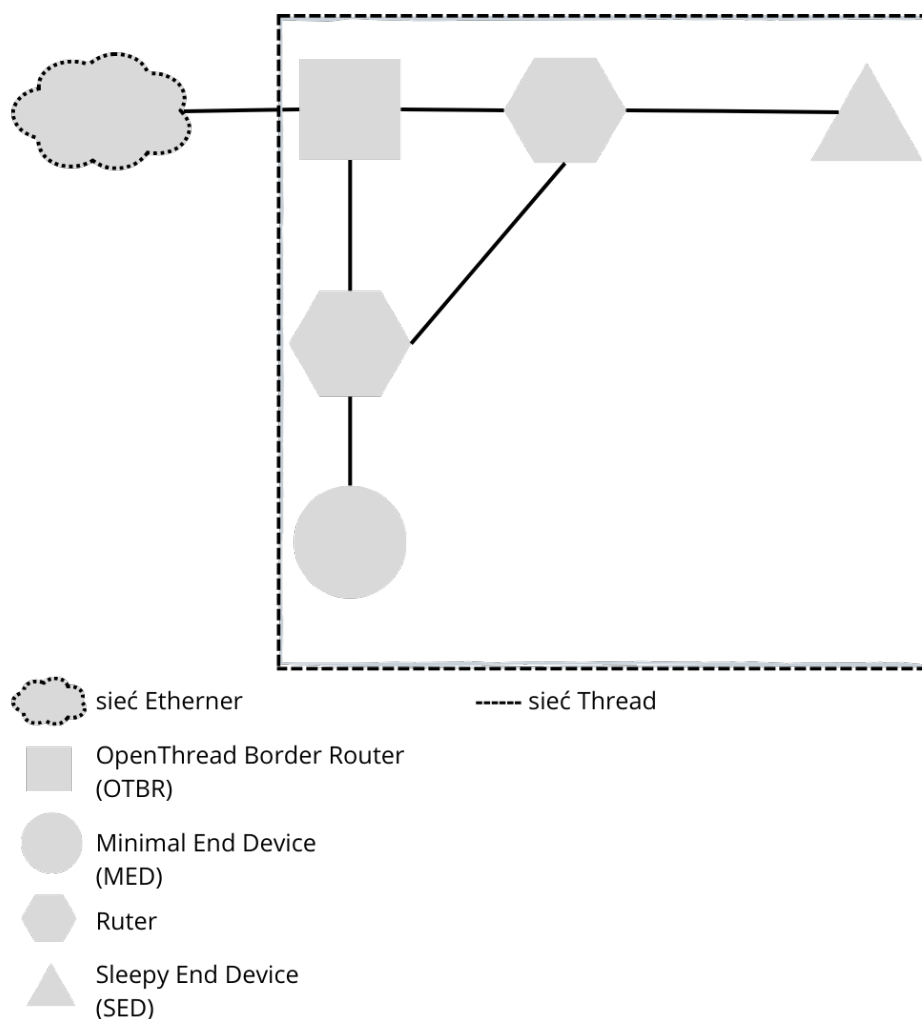 sieć Etherner
sieć Thread
OpenThread Border Router
(OTBR)
Minimal End Device
(MED)
Ruter
Sleepy End Device
(SED)